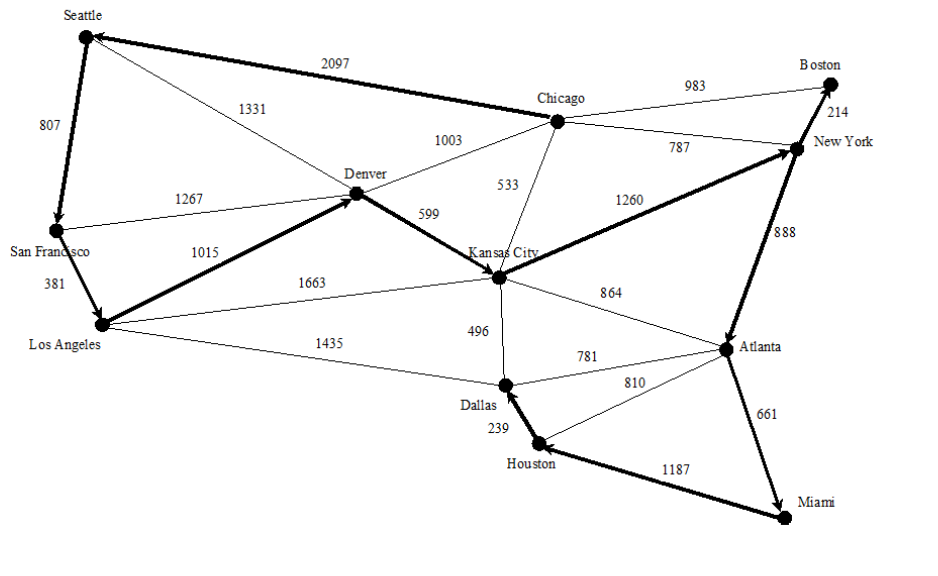 Seattle
2097
Boston
983
Chicago
214
1331
807
New York
1003
787
Denver
533
1267
599
1260
888
San Francisco
1015
Kansas City
381
1663
864
496
Los Angeles
1435
781
Atlanta
810
Dallas
661
239
Houston
1187
Miami